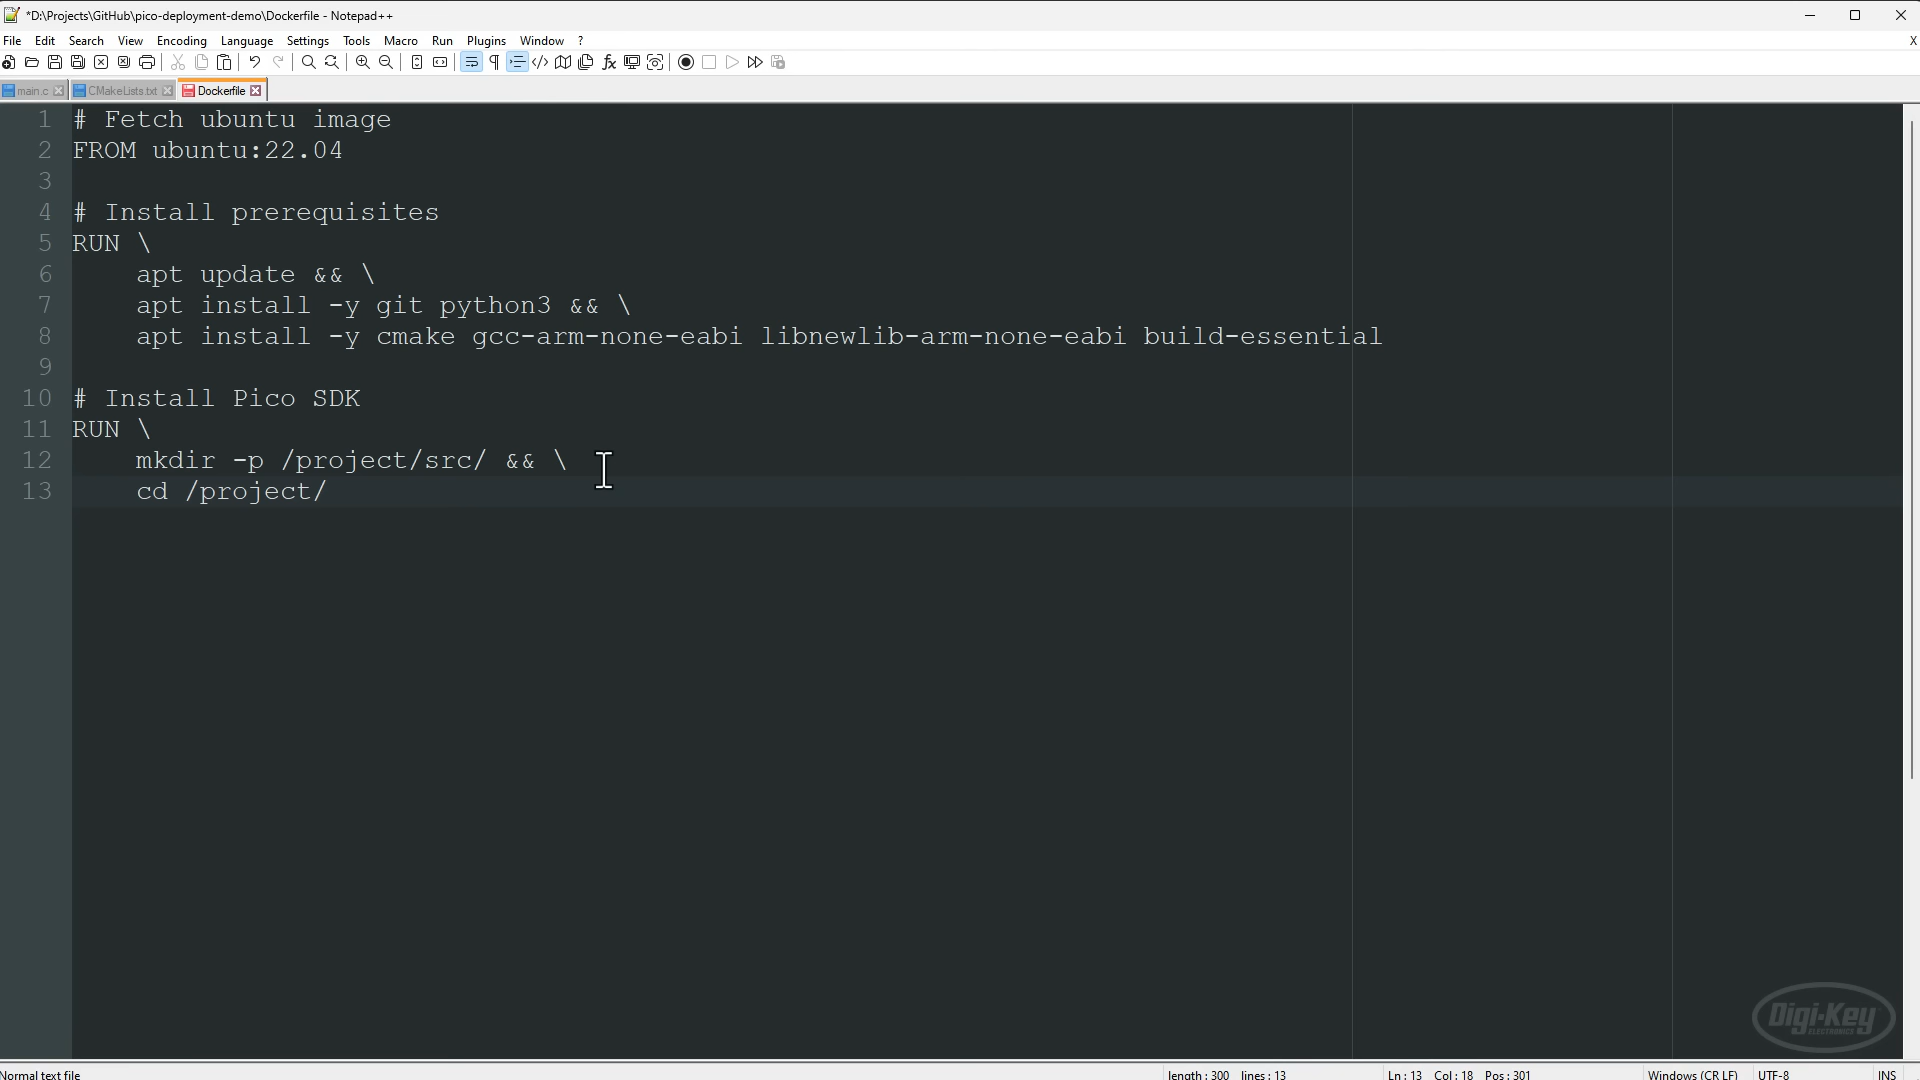 *D:\Projects\GitHub\pico-deployment-demo\Dockerfile - Notepad++
File Edit Search View Encoding Language Settings Tools Macro Run Plugins Window ? X
main.c CMakeLists.txt Dockerfile
1 # Fetch ubuntu image
2 FROM ubuntu:22.04
3
4 # Install prerequisites
5 RUN \
6 apt update && \
7 apt install -y git python3 && \
8 apt install -y cmake gcc-arm-none-eabi libnewlib-arm-none-eabi build-essential
9
10 # Install Pico SDK
11 RUN \
12 mkdir -p /project/src/ && \
13 cd /project/
Digi-Key
ELECTRONICS
Normal text file length : 300 lines : 13 Ln : 13 Col : 18 Pos : 301 Windows (CR LF) UTF-8 INS